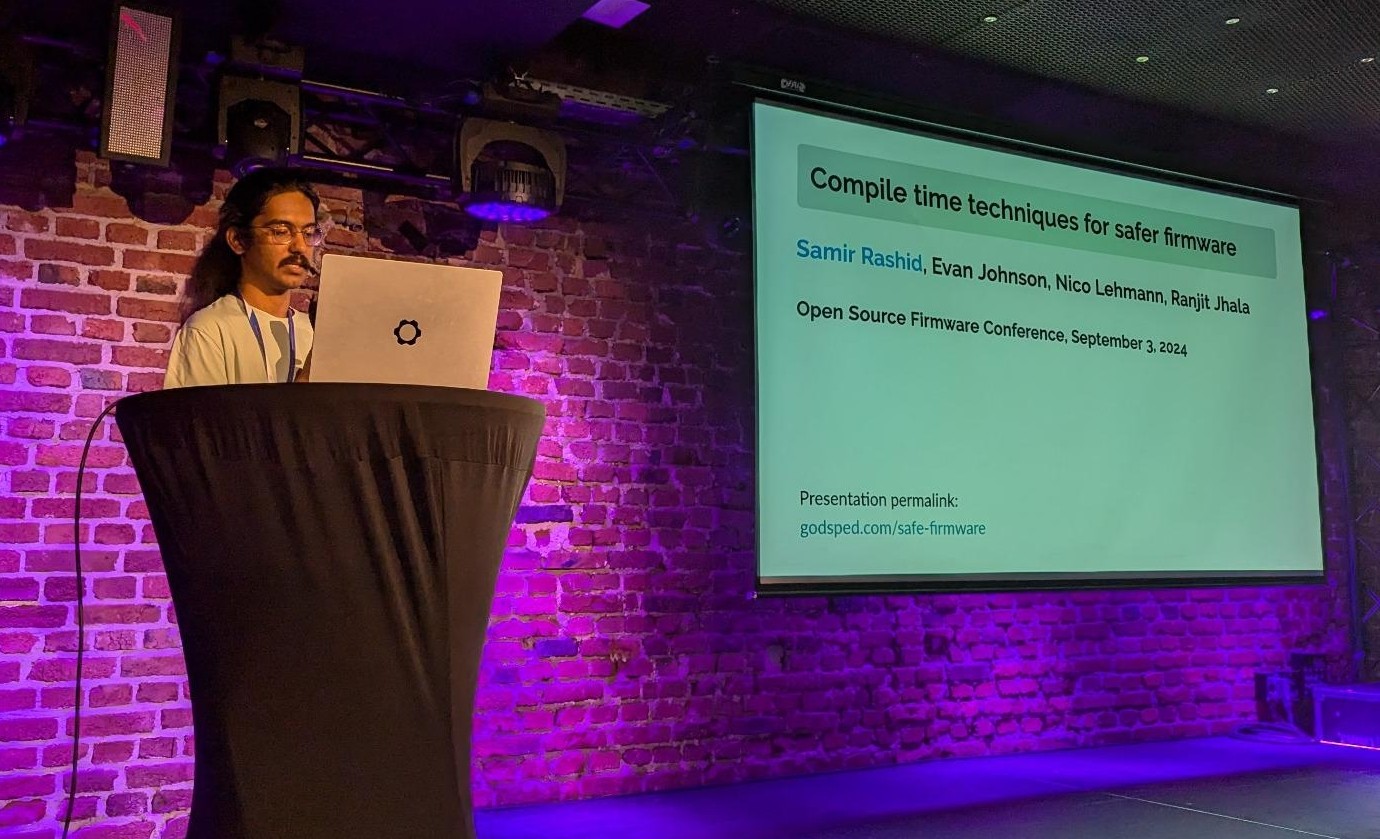 Compile time techniques for safer firmware
Samir Rashid, Evan Johnson, Nico Lehmann, Ranjit Jhala
Open Source Firmware Conference, September 3, 2024
Presentation permalink:
godsped.com/safe-firmware